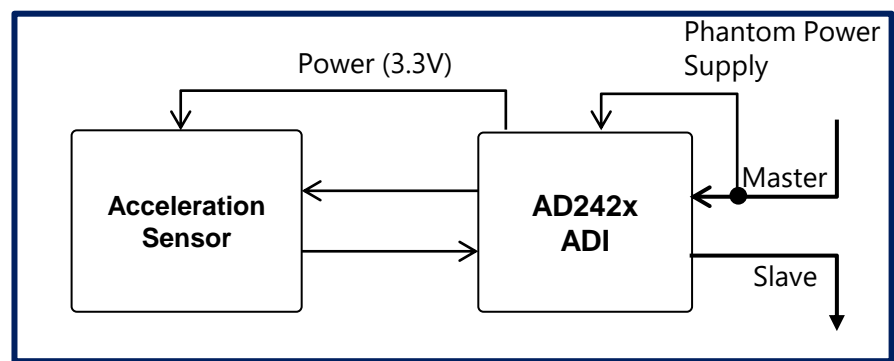 Phantom Power
Supply
Power (3.3V)
Acceleration
Sensor
AD242x
ADI
Master
Slave